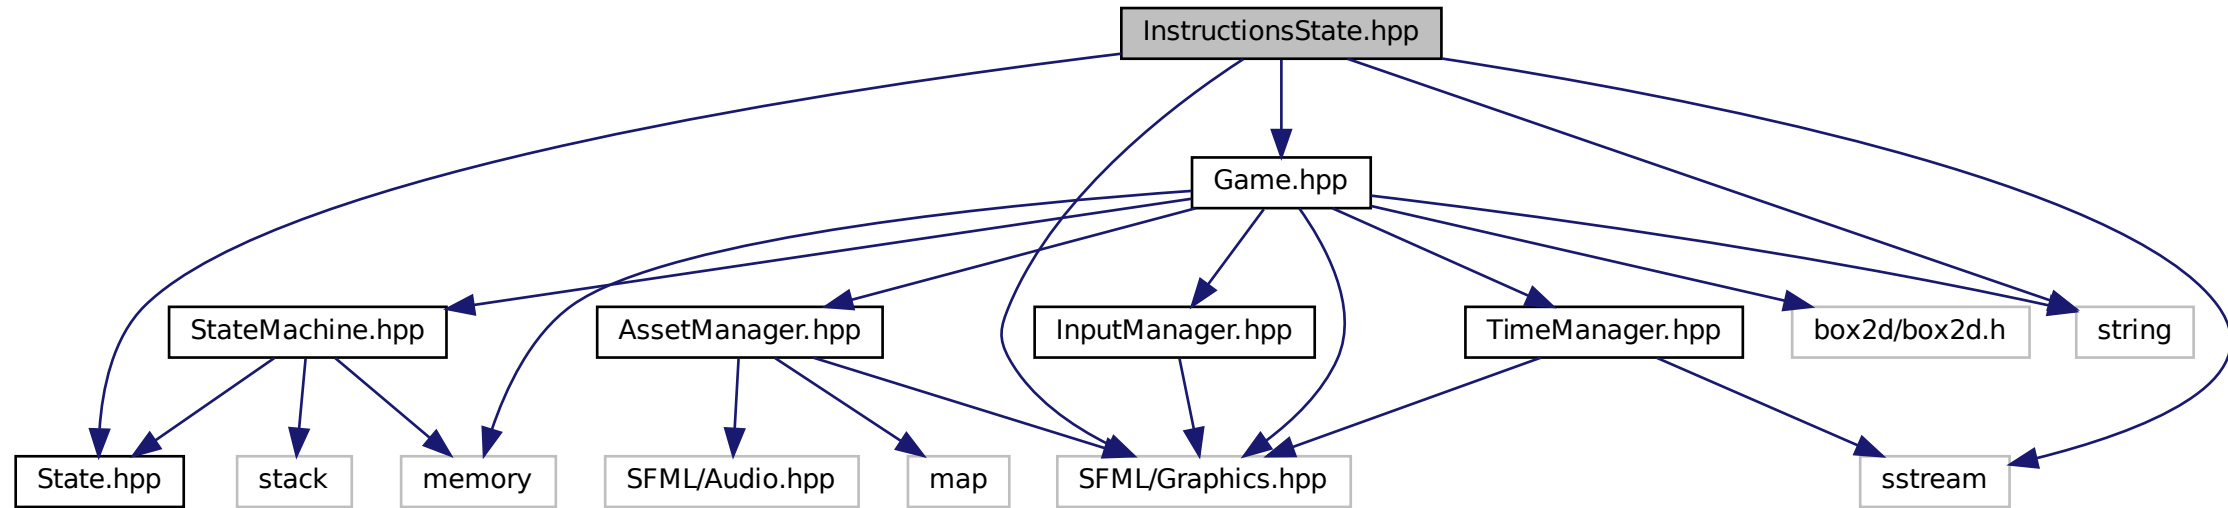 InstructionsState.hpp
Game.hpp
StateMachine.hpp
AssetManager.hpp
InputManager.hpp
TimeManager.hpp
box2d/box2d.h
string
State.hpp
stack
memory
SFML/Audio.hpp
map
SFML/Graphics.hpp
sstream